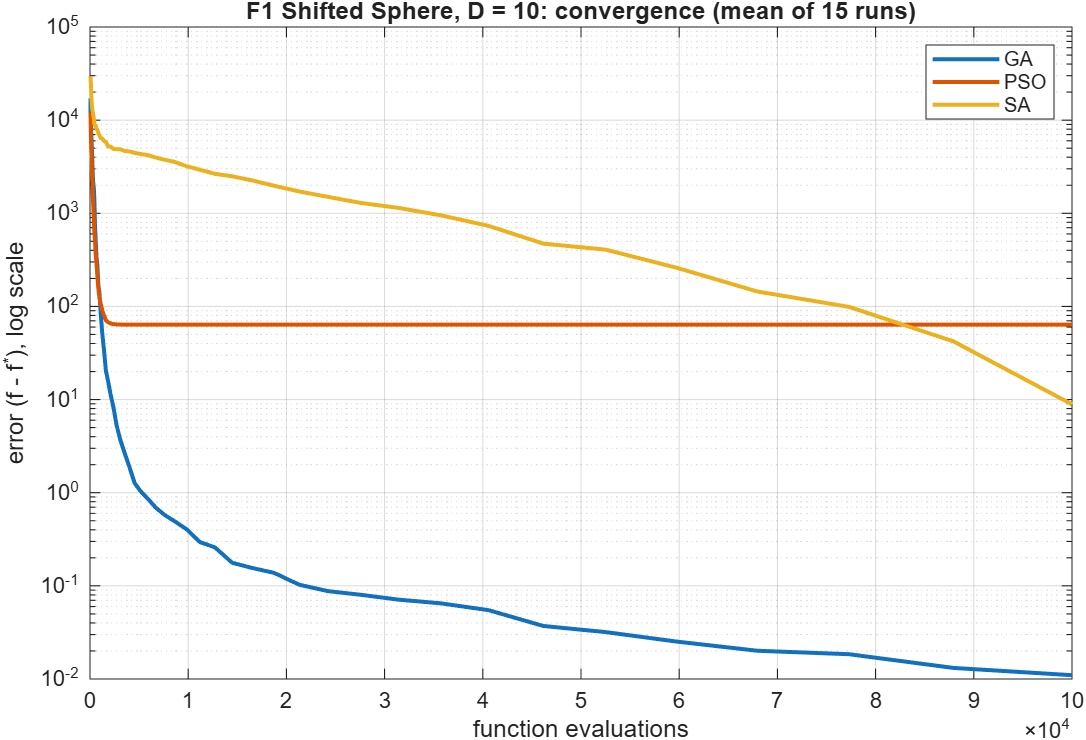 F1 Shifted Sphere, D = 10: convergence (mean of 15 runs)
GA
PSO
SA
error (f - f*), log scale
10^5
10^4
10^3
10^2
10^1
10^0
10^-1
10^-2
0 1 2 3 4 5 6 7 8 9 10
function evaluations
×10^4